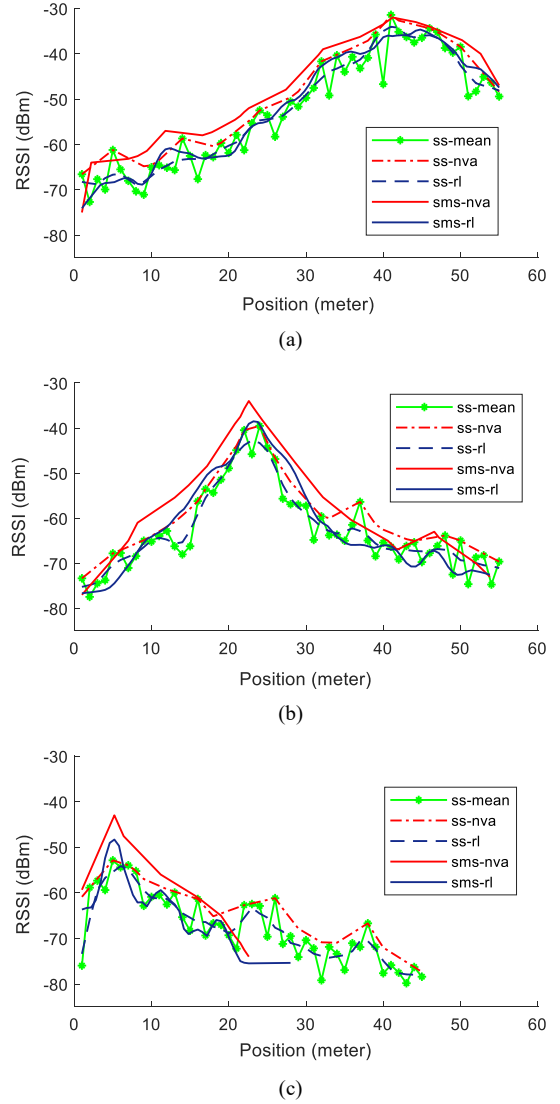 -30
-40
-50
-60
-70
-80
RSSI (dBm)
ss-mean
ss-nva
ss-rl
sms-nva
sms-rl
0 10 20 30 40 50 60
Position (meter)
(a)
-30
-40
-50
-60
-70
-80
RSSI (dBm)
ss-mean
ss-nva
ss-rl
sms-nva
sms-rl
0 10 20 30 40 50 60
Position (meter)
(b)
-30
-40
-50
-60
-70
-80
RSSI (dBm)
ss-mean
ss-nva
ss-rl
sms-nva
sms-rl
0 10 20 30 40 50 60
Position (meter)
(c)